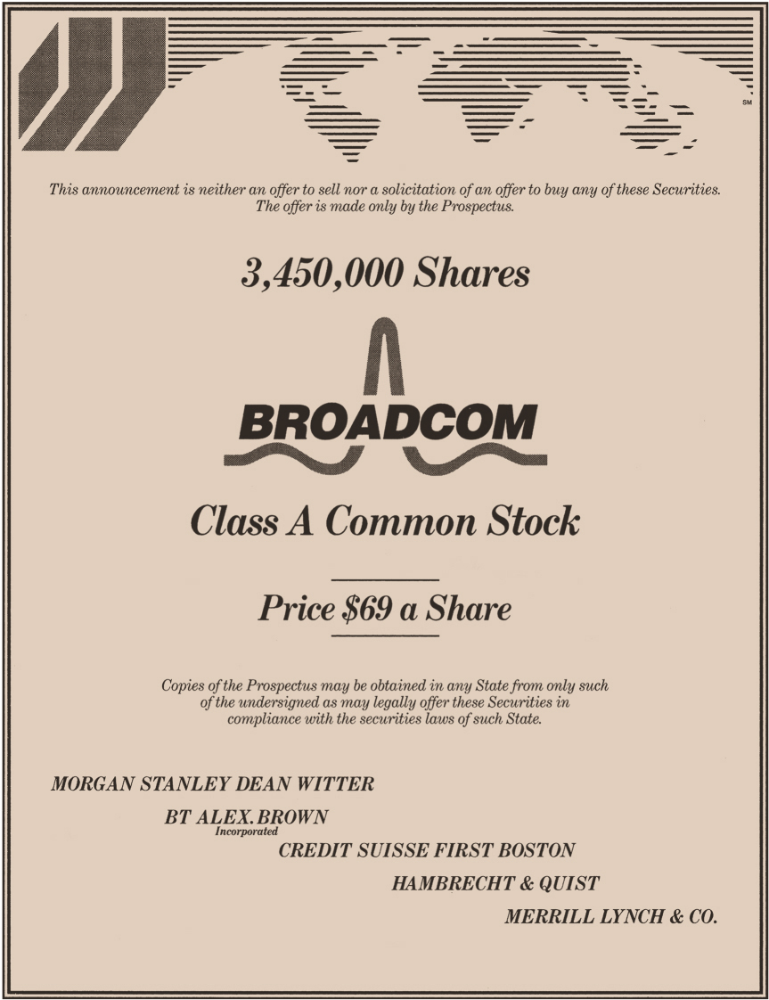 SM
This announcement is neither an offer to sell nor a solicitation of an offer to buy any of these Securities.
The offer is made only by the Prospectus.
3,450,000 Shares
BROADCOM
Class A Common Stock
Price $69 a Share
Copies of the Prospectus may be obtained in any State from only such
of the undersigned as may legally offer these Securities in
compliance with the securities laws of such State.
MORGAN STANLEY DEAN WITTER
BT ALEX. BROWN
Incorporated
CREDIT SUISSE FIRST BOSTON
HAMBRECHT & QUIST
MERRILL LYNCH & CO.